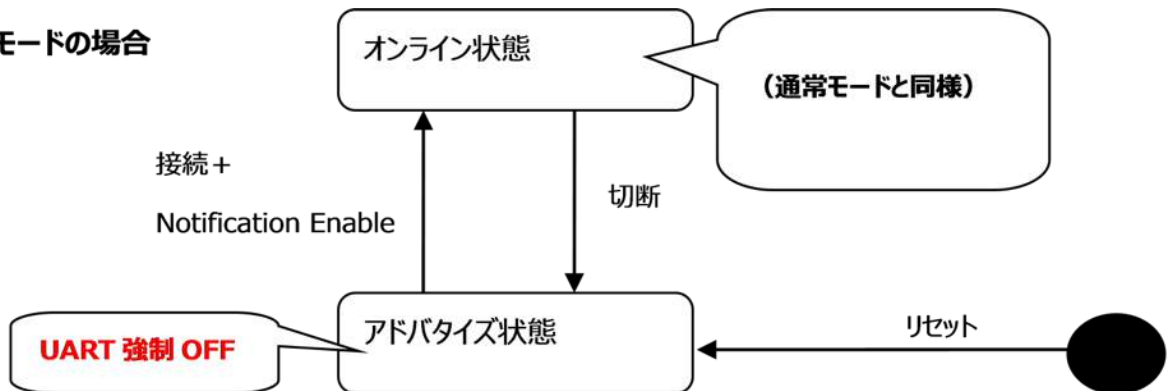 モードの場合
オンライン状態
(通常モードと同様)
接続+
Notification Enable
切断
アドバタイズ状態
リセット
UART 強制 OFF